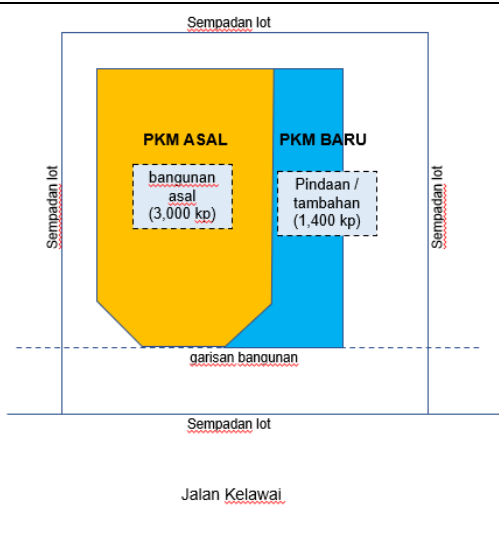 Sempadan lot
PKM ASAL
PKM BARU
bangunan
asal
(3,000 kp)
Pindaan /
tambahan
(1,400 kp)
Sempadan lot
Sempadan lot
garisan bangunan
Sempadan lot
Jalan Kelawai